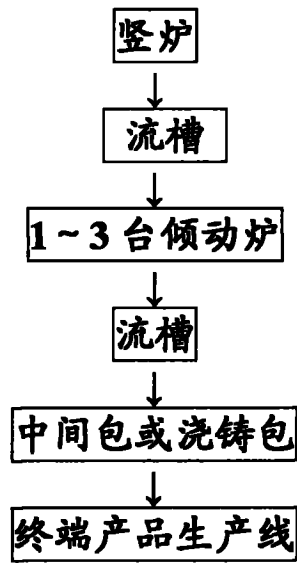 竖炉
流槽
1~3台倾动炉
流槽
中间包或浇铸包
终端产品生产线